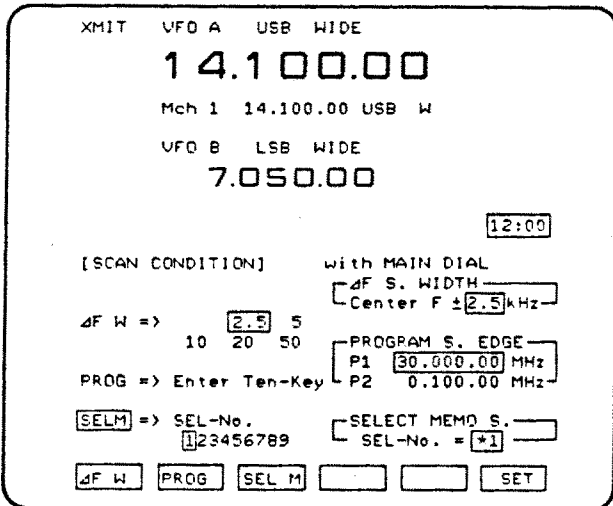 XMIT VFO A USB WIDE
14.100.00
Mch 1 14.100.00 USB W
VFO B LSB WIDE
7.050.00
12:00
[SCAN CONDITION] with MAIN DIAL
⊿F S. WIDTH
Center F ±2.5kHz
⊿F W => 2.5 5
10 20 50
PROGRAM S. EDGE
P1 30.000.00 MHz
PROG => Enter Ten-Key P2 0.100.00 MHz
SELM => SEL-No. SELECT MEMO S.
123456789 SEL-No. = *1
⊿F W PROG SEL M SET